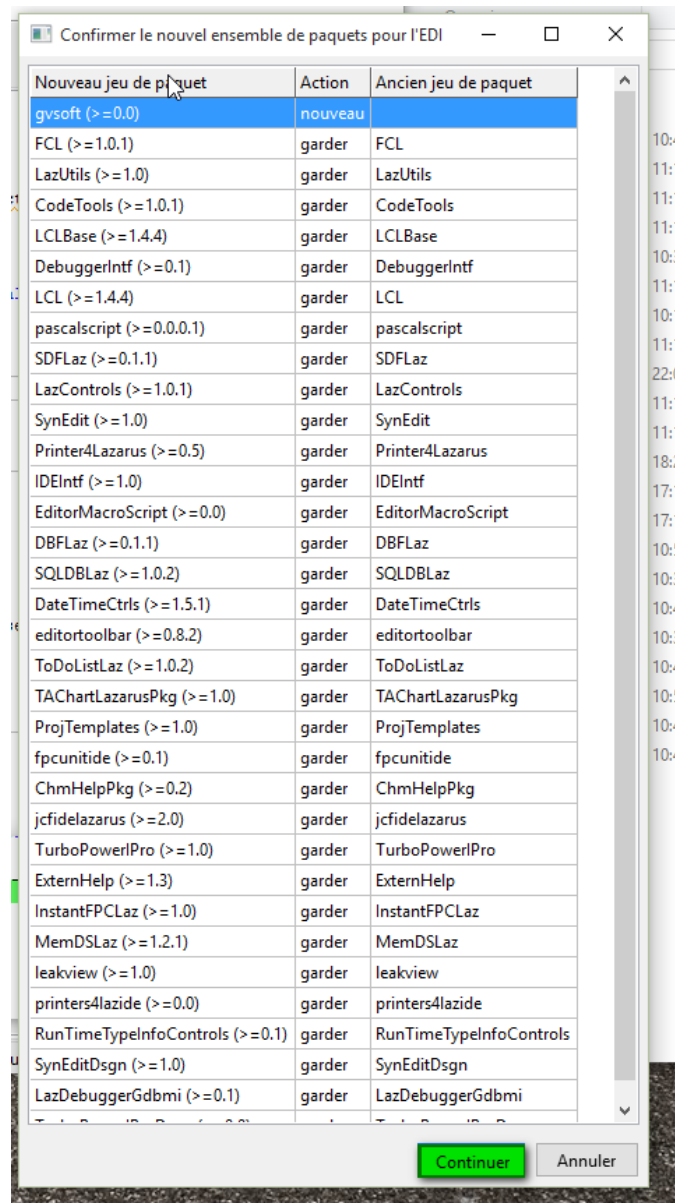 Confirmer le nouvel ensemble de paquets pour l'EDI
Nouveau jeu de paquet Action Ancien jeu de paquet
gvsoft (>=0.0) nouveau
FCL (>=1.0.1) garder FCL
LazUtils (>=1.0) garder LazUtils
CodeTools (>=1.0.1) garder CodeTools
LCLBase (>=1.4.4) garder LCLBase
DebuggerIntf (>=0.1) garder DebuggerIntf
LCL (>=1.4.4) garder LCL
pascalscript (>=0.0.0.1) garder pascalscript
SDFLaz (>=0.1.1) garder SDFLaz
LazControls (>=1.0.1) garder LazControls
SynEdit (>=1.0) garder SynEdit
Printer4Lazarus (>=0.5) garder Printer4Lazarus
IDEIntf (>=1.0) garder IDEIntf
EditorMacroScript (>=0.0) garder EditorMacroScript
DBFLaz (>=0.1.1) garder DBFLaz
SQLDBLaz (>=1.0.2) garder SQLDBLaz
DateTimeCtrls (>=1.5.1) garder DateTimeCtrls
editortoolbar (>=0.8.2) garder editortoolbar
ToDoListLaz (>=1.0.2) garder ToDoListLaz
TAChartLazarusPkg (>=1.0) garder TAChartLazarusPkg
ProjTemplates (>=1.0) garder ProjTemplates
fpcunitide (>=0.1) garder fpcunitide
ChmHelpPkg (>=0.2) garder ChmHelpPkg
jcfidelazarus (>=2.0) garder jcfidelazarus
TurboPowerIPro (>=1.0) garder TurboPowerIPro
ExternHelp (>=1.3) garder ExternHelp
InstantFPCLaz (>=1.0) garder InstantFPCLaz
MemDSLaz (>=1.2.1) garder MemDSLaz
leakview (>=1.0) garder leakview
printers4lazide (>=0.0) garder printers4lazide
RunTimeTypeInfoControls (>=0.1) garder RunTimeTypeInfoControls
SynEditDsgn (>=1.0) garder SynEditDsgn
LazDebuggerGdbmi (>=0.1) garder LazDebuggerGdbmi
Continuer Annuler